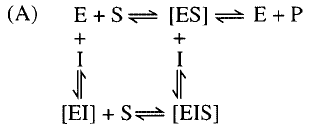 (A) E + S ⇌ [ES] ⇌ E + P
+ +
I I
⇌ ⇌
[EI] + S ⇌ [EIS]